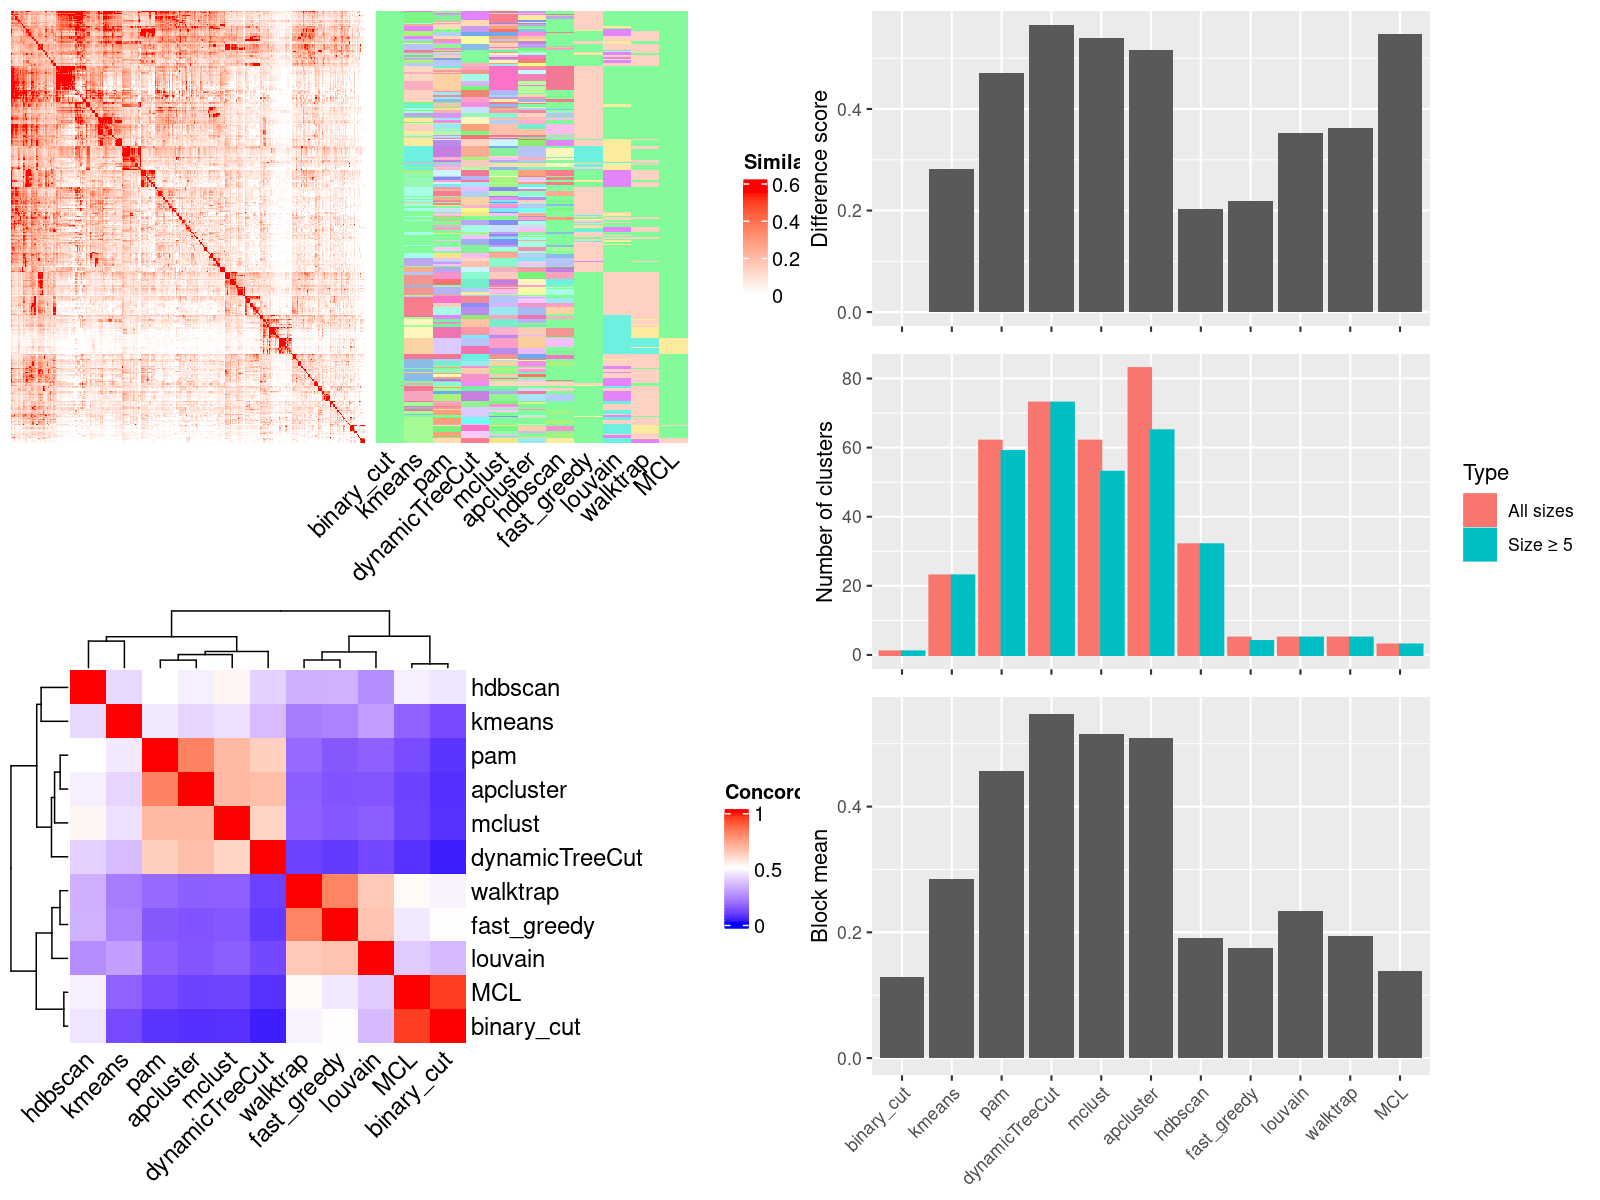 Simila
0.6
0.4
0.2
0
binary_cut
kmeans
pam
dynamicTreeCut
mclust
apcluster
hdbscan
fast_greedy
louvain
walktrap
MCL
Difference score
0.4
0.2
0.0
Number of clusters
80
60
40
20
0
Type
All sizes
Size ≥ 5
hdbscan
kmeans
pam
apcluster
mclust
dynamicTreeCut
walktrap
fast_greedy
louvain
MCL
binary_cut
hdbscan
kmeans
pam
apcluster
mclust
dynamicTreeCut
walktrap
fast_greedy
louvain
MCL
binary_cut
Concord
1
0.5
0
Block mean
0.4
0.2
0.0
binary_cut
kmeans
pam
dynamicTreeCut
mclust
apcluster
hdbscan
fast_greedy
louvain
walktrap
MCL